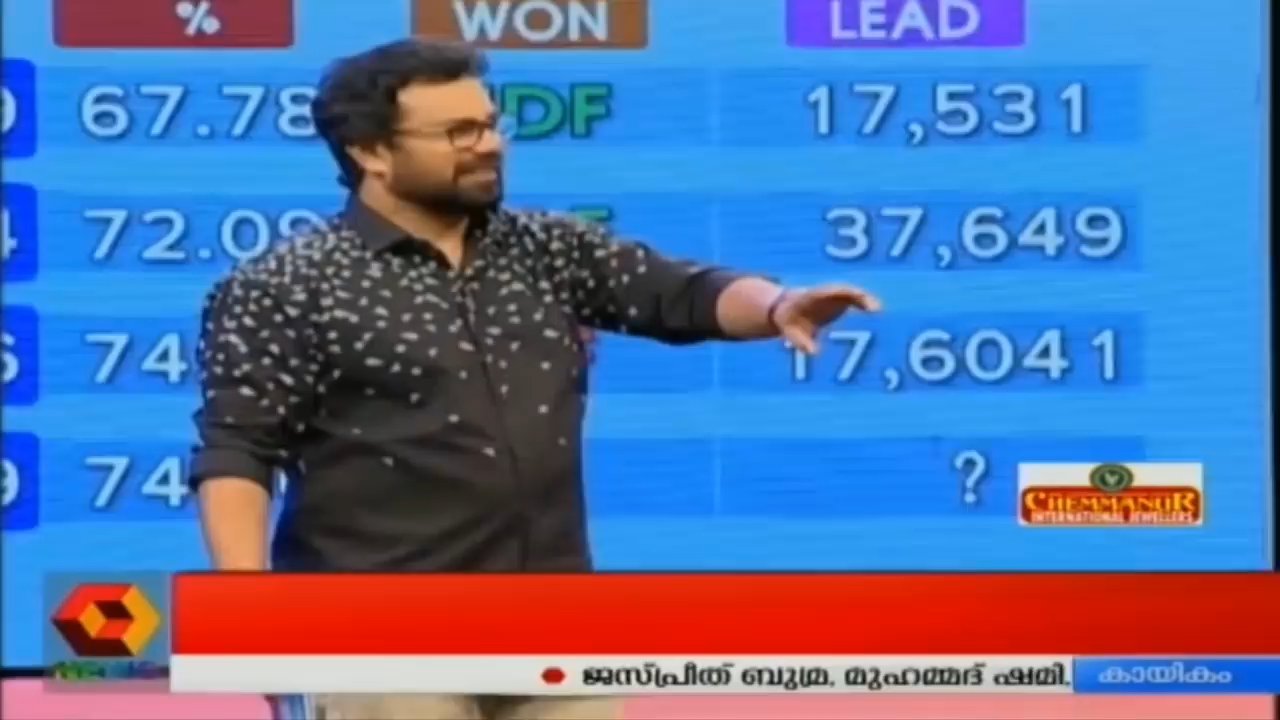 % WON LEAD
67.78 UDF 17,531
72.09 37,649
74 17,6041
74 ?
CHEMMANUR
INTERNATIONAL JEWELLERS
ജസ്പ്രീത് ബുമ്ര, മുഹമ്മദ് ഷമി, കായികം